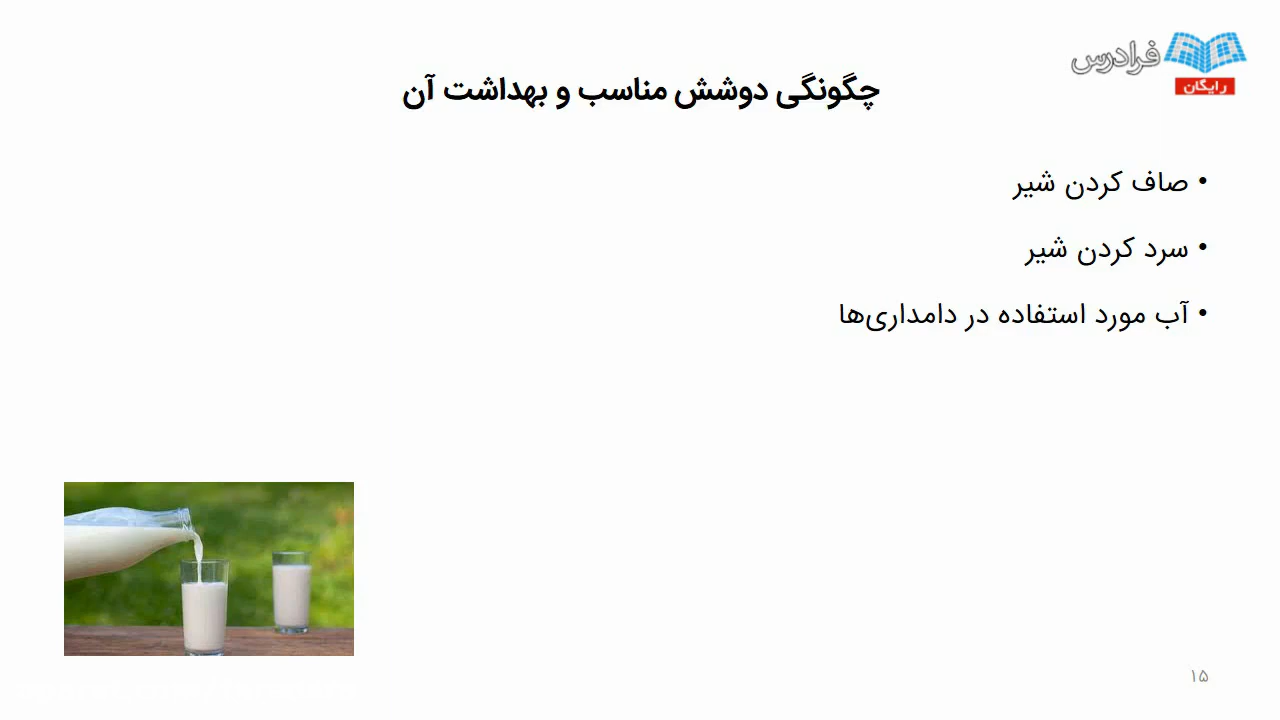 فرادرس
رایگان
چگونگی دوشش مناسب و بهداشت آن
• صاف کردن شیر
• سرد کردن شیر
• آب مورد استفاده در دامداری‌ها
۱۵